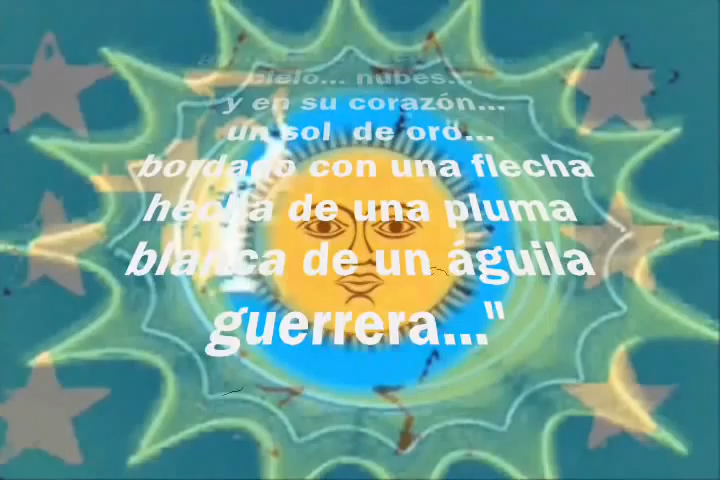 cielo... nubes...
y en su corazón...
un sol de oro...
bordado con una flecha
hecha de una pluma
blanca de un águila
guerrera..."